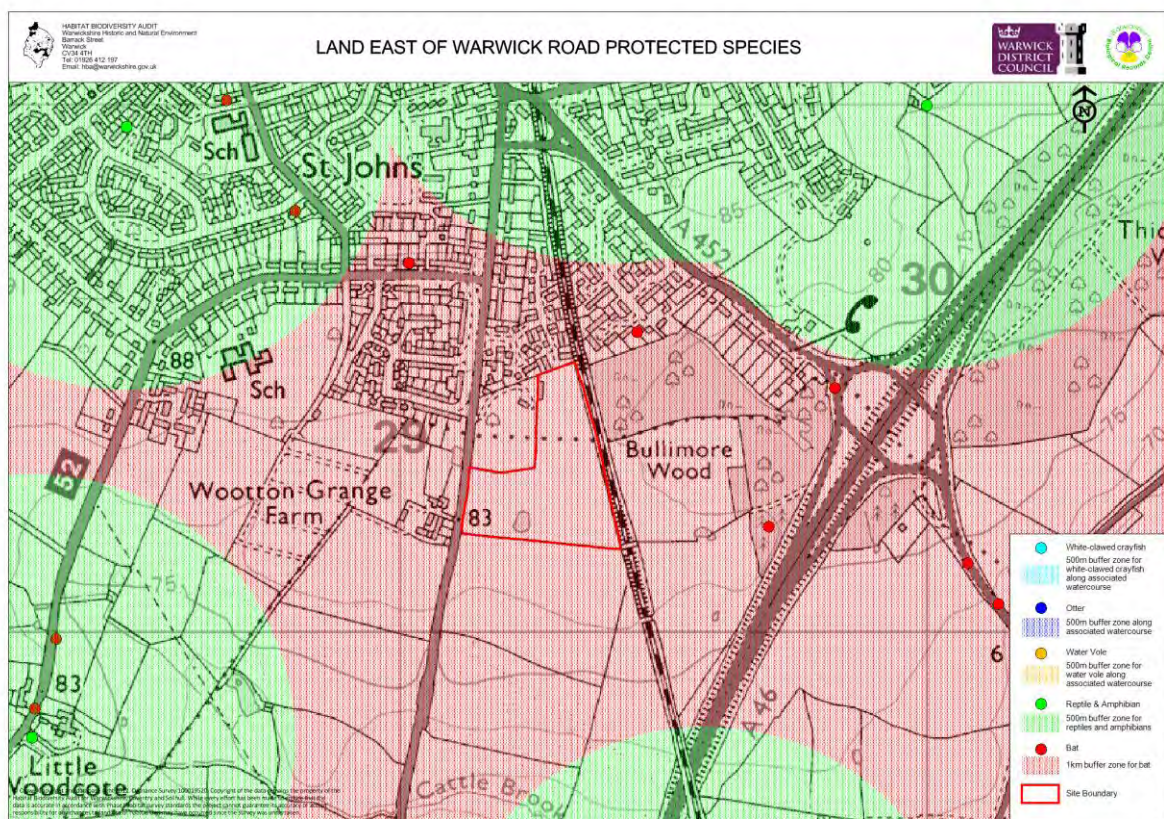 HABITAT BIODIVERSITY AUDIT
Warwickshire Historic and Natural Environment
Barrack Street
Warwick
CV34 4TH
Tel: 01926 412 197
Email: hba@warwickshire.gov.uk
LAND EAST OF WARWICK ROAD PROTECTED SPECIES
WARWICK
DISTRICT
COUNCIL
N
Sch
St Johns
A 452
85
80
75
30
88
Sch
29
52
Wootton Grange
Farm
83
Bullimore
Wood
75
70
75
83
6
A 46
Little
Woodcote
Cattle Brook
White-clawed crayfish
500m buffer zone for
white-clawed crayfish
along associated
watercourse
Otter
500m buffer zone along
associated watercourse
Water Vole
500m buffer zone for
water vole along
associated watercourse
Reptile & Amphibian
500m buffer zone for
reptiles and amphibians
Bat
1km buffer zone for bat
Site Boundary